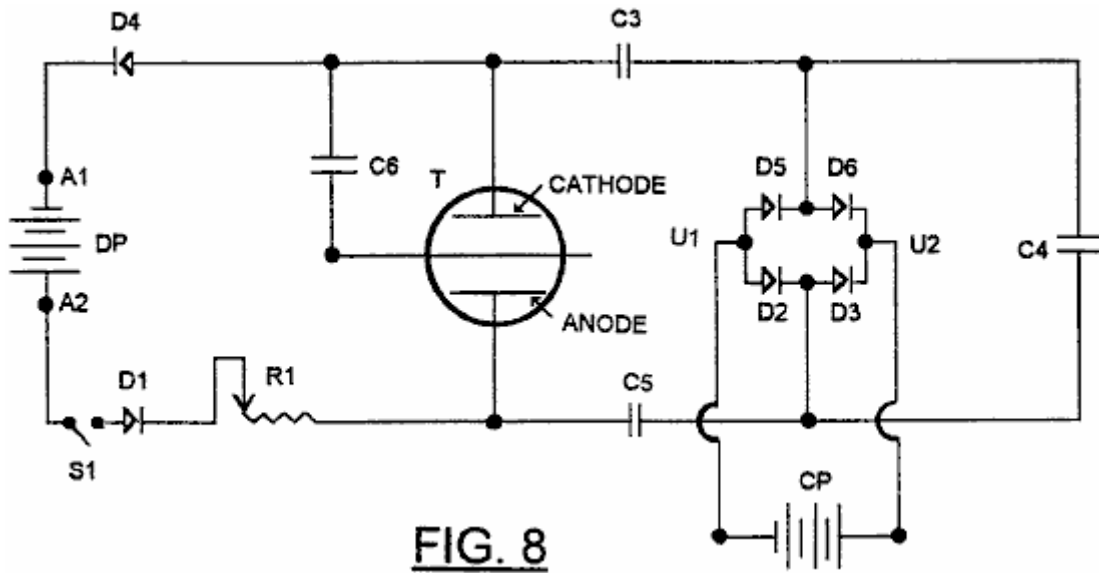 D4
C3
A1
C6
T
CATHODE
D5
D6
DP
U1
U2
C4
A2
D2
D3
ANODE
D1
R1
C5
S1
CP
FIG. 8